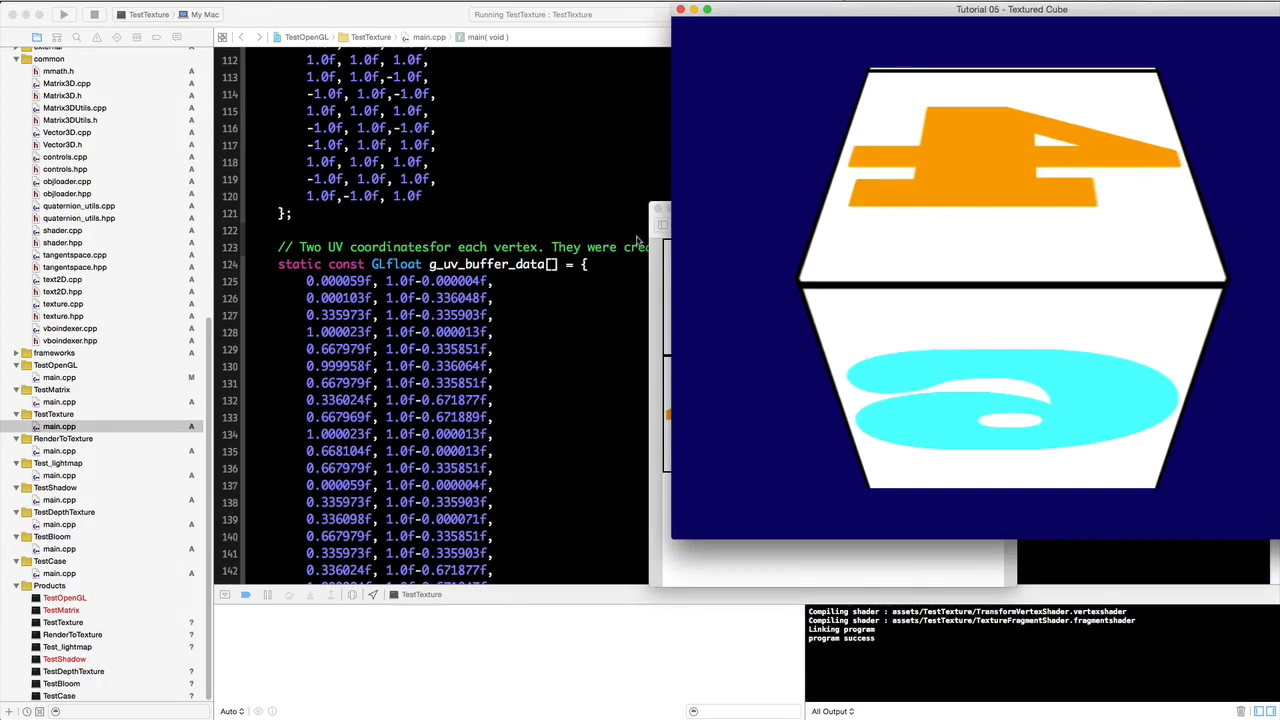 TestTexture 〉 My Mac
Running TestTexture : TestTexture
Tutorial 05 - Textured Cube
TestOpenGL 〉 TestTexture 〉 main.cpp 〉 main( void )
common
mmath.h A
Matrix3D.cpp A
Matrix3D.h A
Matrix3DUtils.cpp A
Matrix3DUtils.h A
Vector3D.cpp A
Vector3D.h A
controls.cpp A
controls.hpp A
objloader.cpp A
objloader.hpp A
quaternion_utils.cpp A
quaternion_utils.hpp A
shader.cpp A
shader.hpp A
tangentspace.cpp A
tangentspace.hpp A
text2D.cpp A
text2D.hpp A
texture.cpp A
texture.hpp A
vboindexer.cpp A
vboindexer.hpp A
frameworks
TestOpenGL
main.cpp M
TestMatrix
main.cpp A
TestTexture
main.cpp A
RenderToTexture
main.cpp A
Test_lightmap
main.cpp A
TestShadow
main.cpp A
TestDepthTexture
main.cpp A
TestBloom
main.cpp A
TestCase
main.cpp A
Products
TestOpenGL
TestMatrix
TestTexture ?
RenderToTexture ?
Test_lightmap ?
TestShadow ?
TestDepthTexture ?
TestBloom ?
TestCase ?
112 1.0f, 1.0f, 1.0f,
113 1.0f, 1.0f,-1.0f,
114 -1.0f, 1.0f,-1.0f,
115 1.0f, 1.0f, 1.0f,
116 -1.0f, 1.0f,-1.0f,
117 -1.0f, 1.0f, 1.0f,
118 1.0f, 1.0f, 1.0f,
119 -1.0f, 1.0f, 1.0f,
120 1.0f,-1.0f, 1.0f
121 };
122
123 // Two UV coordinatesfor each vertex. They were
124 static const GLfloat g_uv_buffer_data[] = {
125 0.000059f, 1.0f-0.000004f,
126 0.000103f, 1.0f-0.336048f,
127 0.335973f, 1.0f-0.335903f,
128 1.000023f, 1.0f-0.000013f,
129 0.667979f, 1.0f-0.335851f,
130 0.999958f, 1.0f-0.336064f,
131 0.667979f, 1.0f-0.335851f,
132 0.336024f, 1.0f-0.671877f,
133 0.667969f, 1.0f-0.671889f,
134 1.000023f, 1.0f-0.000013f,
135 0.668104f, 1.0f-0.000013f,
136 0.667979f, 1.0f-0.335851f,
137 0.000059f, 1.0f-0.000004f,
138 0.335973f, 1.0f-0.335903f,
139 0.336098f, 1.0f-0.000071f,
140 0.667979f, 1.0f-0.335851f,
141 0.335973f, 1.0f-0.335903f,
142 0.336024f, 1.0f-0.671877f,
TestTexture
Compiling shader : assets/TestTexture/TransformVertexShader.vertexshader
Compiling shader : assets/TestTexture/TextureFragmentShader.fragmentshader
Linking program
program success
Auto
All Output